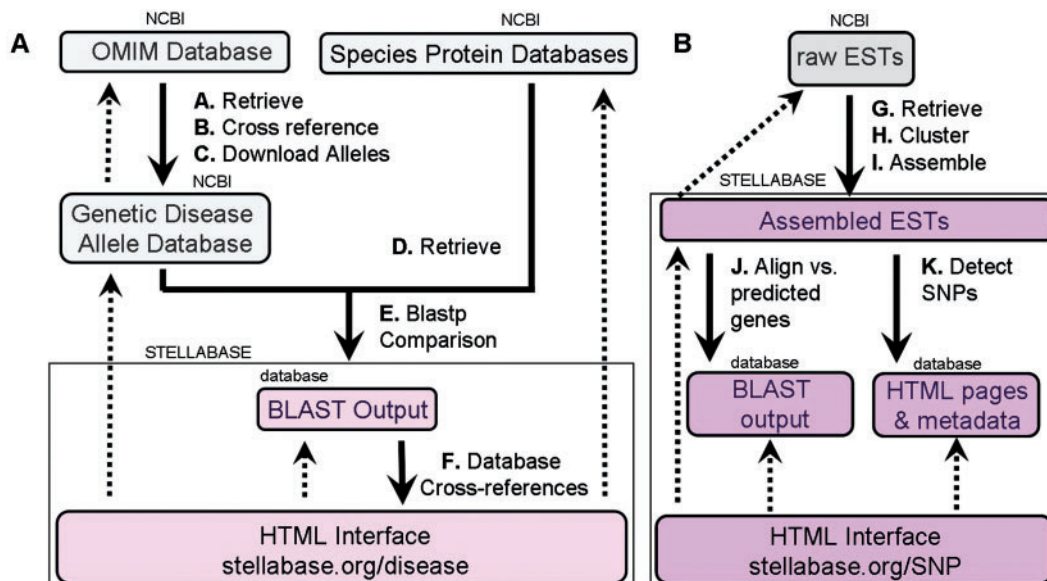 A
NCBI
OMIM Database
NCBI
Species Protein Databases
A. Retrieve
B. Cross reference
C. Download Alleles
NCBI
Genetic Disease
Allele Database
D. Retrieve
E. Blastp
Comparison
STELLABASE
database
BLAST Output
F. Database
Cross-references
HTML Interface
stellabase.org/disease
B
NCBI
raw ESTs
G. Retrieve
H. Cluster
I. Assemble
STELLABASE
Assembled ESTs
J. Align vs.
predicted
genes
K. Detect
SNPs
database
BLAST
output
database
HTML pages
& metadata
HTML Interface
stellabase.org/SNP